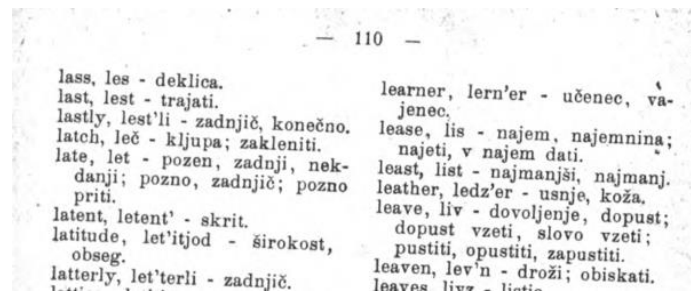 — 110 —
lass, les - deklica.
last, lest - trajati.
lastly, lest'li - zadnjič, konečno.
latch, leč - kljupa; zakleniti.
late, let - pozen, zadnji, nek-
danji; pozno, zadnjič; pozno
priti.
latent, letent' - skrit.
latitude, let'itjod - širokost,
obseg.
latterly, let'terli - zadnjič.
learner, lern'er - učenec, va-
jenec.
lease, lis - najem, najemnina;
najeti, v najem dati.
least, list - najmanjši, najmanj.
leather, ledz'er - usnje, koža.
leave, liv - dovoljenje, dopust;
dopust vzeti, slovo vzeti;
pustiti, opustiti, zapustiti.
leaven, lev'n - droži; obiskati.
leaves, livz - listje